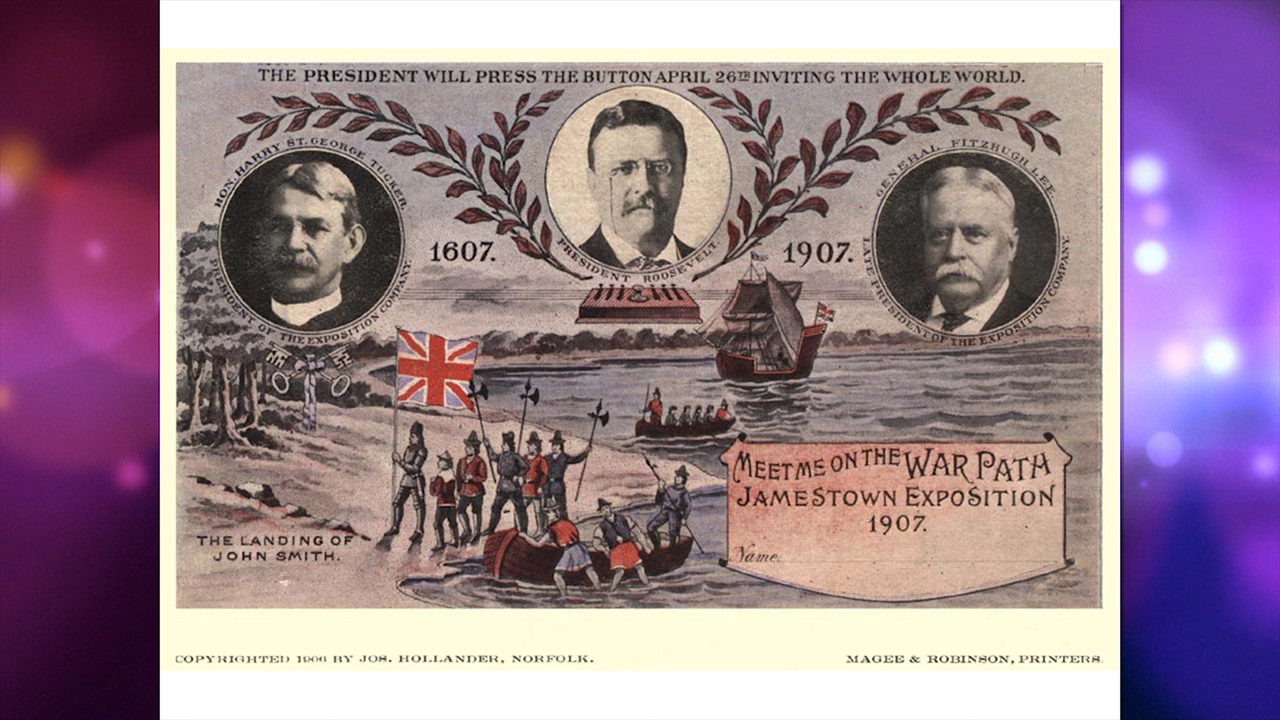 THE PRESIDENT WILL PRESS THE BUTTON APRIL 26TH INVITING THE WHOLE WORLD.
HON. HARRY ST. GEORGE TUCKER.
PRESIDENT OF THE EXPOSITION COMPANY.
1607.
PRESIDENT ROOSEVELT.
1907.
GENERAL FITZHUGH LEE.
LATE PRESIDENT OF THE EXPOSITION COMPANY.
MEET ME ON THE WAR PATH
JAMESTOWN EXPOSITION
1907.
Name.
THE LANDING OF
JOHN SMITH.
COPYRIGHTED 1906 BY JOS. HOLLANDER, NORFOLK.
MAGEE & ROBINSON, PRINTERS.